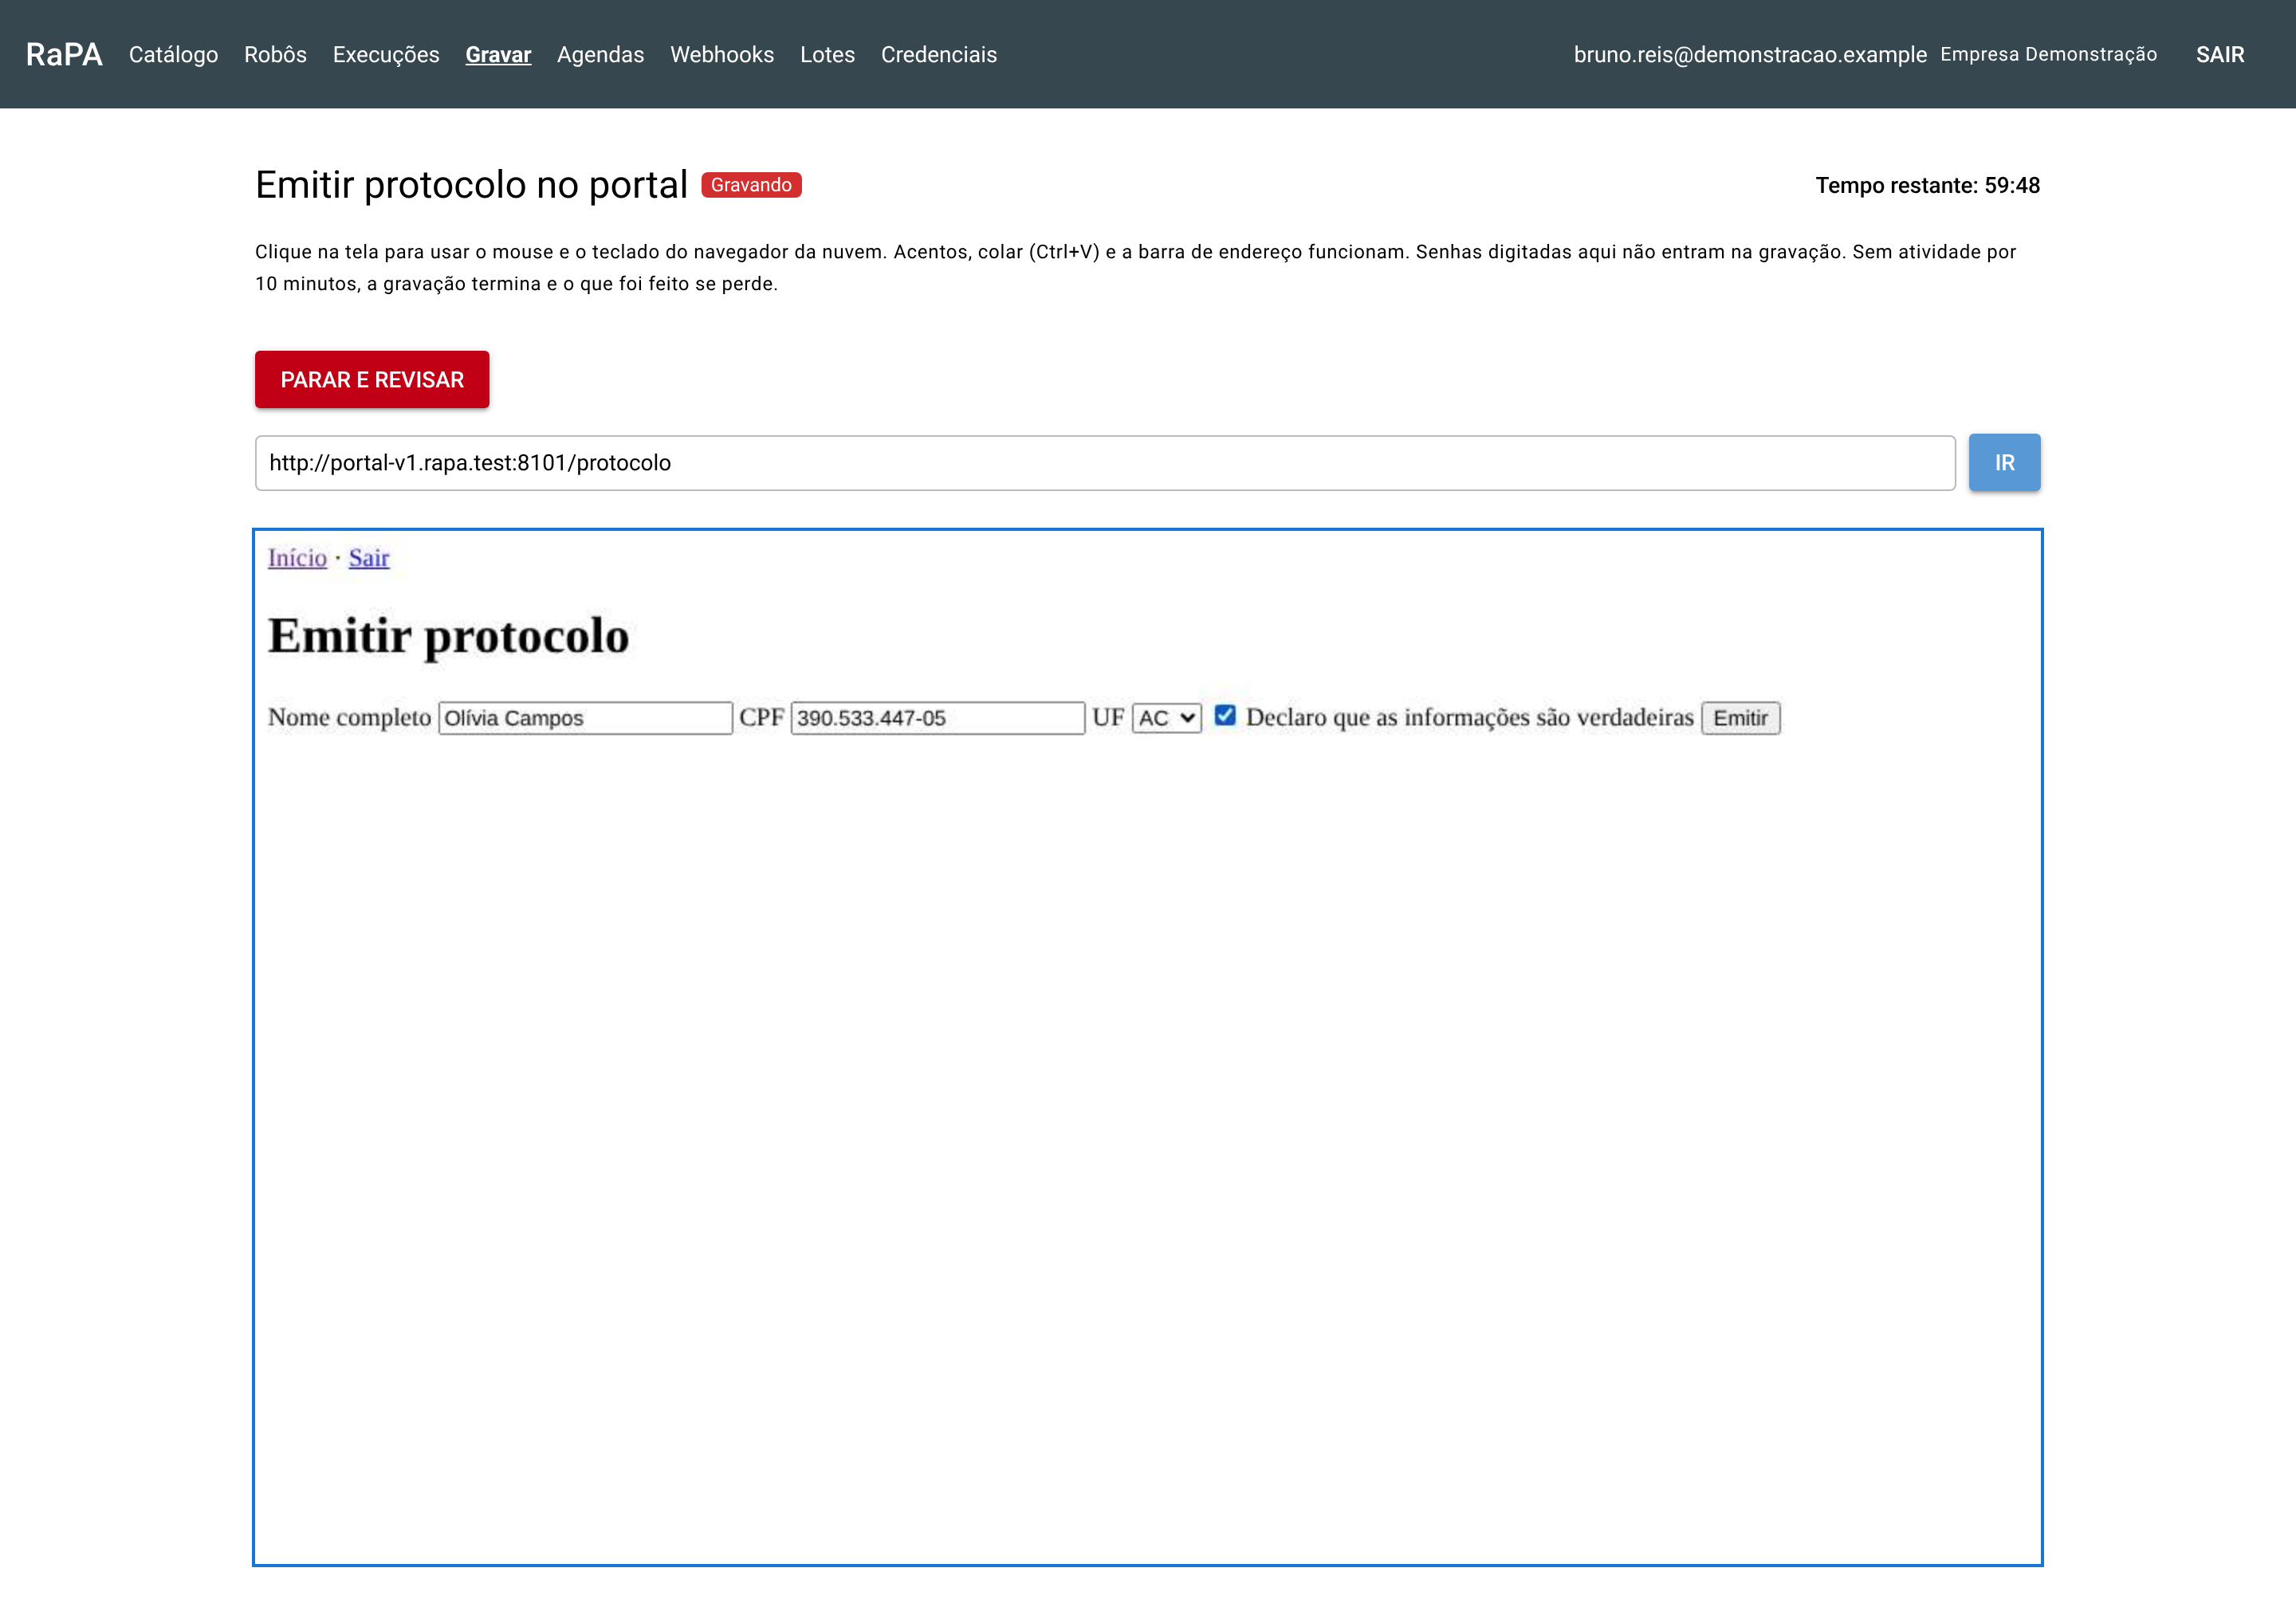 RaPA Catálogo Robôs Execuções Gravar Agendas Webhooks Lotes Credenciais bruno.reis@demonstracao.example Empresa Demonstração SAIR
Emitir protocolo no portal Gravando Tempo restante: 59:48
Clique na tela para usar o mouse e o teclado do navegador da nuvem. Acentos, colar (Ctrl+V) e a barra de endereço funcionam. Senhas digitadas aqui não entram na gravação. Sem atividade por
10 minutos, a gravação termina e o que foi feito se perde.
PARAR E REVISAR
http://portal-v1.rapa.test:8101/protocolo IR
Início · Sair
Emitir protocolo
Nome completo Olívia Campos CPF 390.533.447-05 UF AC Declaro que as informações são verdadeiras Emitir